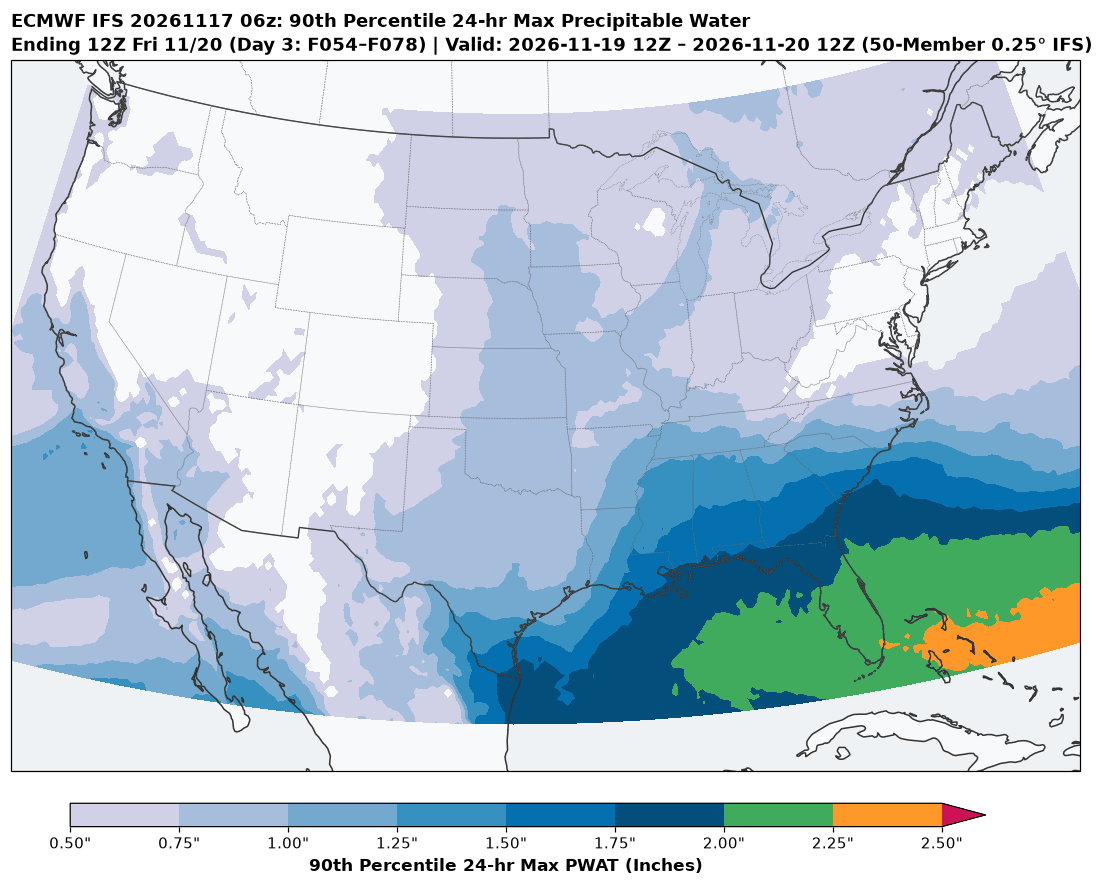 ECMWF IFS 20261117 06z: 90th Percentile 24-hr Max Precipitable Water
Ending 12Z Fri 11/20 (Day 3: F054–F078) | Valid: 2026-11-19 12Z – 2026-11-20 12Z (50-Member 0.25° IFS)
0.50" 0.75" 1.00" 1.25" 1.50" 1.75" 2.00" 2.25" 2.50"
90th Percentile 24-hr Max PWAT (Inches)